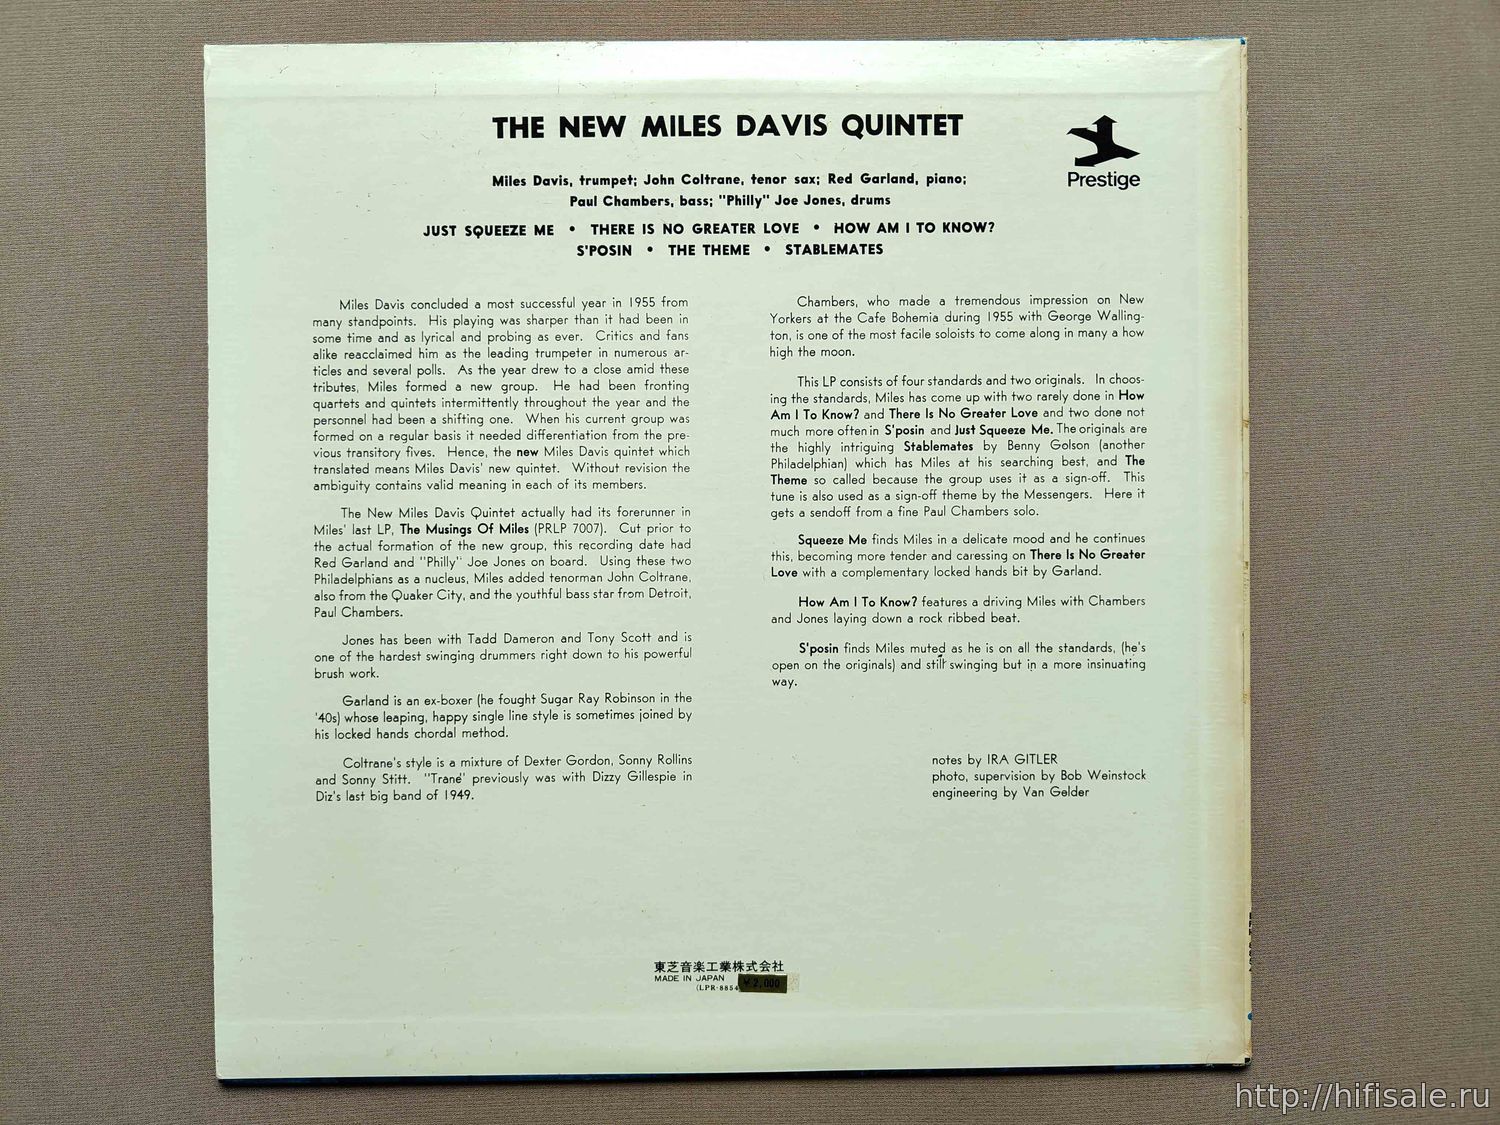 THE NEW MILES DAVIS QUINTET
Prestige
Miles Davis, trumpet; John Coltrane, tenor sax; Red Garland, piano;
Paul Chambers, bass; "Philly" Joe Jones, drums
JUST SQUEEZE ME • THERE IS NO GREATER LOVE • HOW AM I TO KNOW?
S'POSIN • THE THEME • STABLEMATES
Miles Davis concluded a most successful year in 1955 from
many standpoints. His playing was sharper than it had been in
some time and as lyrical and probing as ever. Critics and fans
alike reacclaimed him as the leading trumpeter in numerous ar-
ticles and several polls. As the year drew to a close amid these
tributes, Miles formed a new group. He had been fronting
quartets and quintets intermittently throughout the year and the
personnel had been a shifting one. When his current group was
formed on a regular basis it needed differentiation from the pre-
vious transitory fives. Hence, the new Miles Davis quintet which
translated means Miles Davis' new quintet. Without revision the
ambiguity contains valid meaning in each of its members.
The New Miles Davis Quintet actually had its forerunner in
Miles' last LP, The Musings Of Miles (PRLP 7007). Cut prior to
the actual formation of the new group, this recording date had
Red Garland and "Philly" Joe Jones on board. Using these two
Philadelphians as a nucleus, Miles added tenorman John Coltrane,
also from the Quaker City, and the youthful bass star from Detroit,
Paul Chambers.
Jones has been with Tadd Dameron and Tony Scott and is
one of the hardest swinging drummers right down to his powerful
brush work.
Garland is an ex-boxer (he fought Sugar Ray Robinson in the
'40s) whose leaping, happy single line style is sometimes joined by
his locked hands chordal method.
Coltrane's style is a mixture of Dexter Gordon, Sonny Rollins
and Sonny Stitt. "Trane' previously was with Dizzy Gillespie in
Diz's last big band of 1949.
Chambers, who made a tremendous impression on New
Yorkers at the Cafe Bohemia during 1955 with George Walling-
ton, is one of the most facile soloists to come along in many a how
high the moon.
This LP consists of four standards and two originals. In choos-
ing the standards, Miles has come up with two rarely done in How
Am I To Know? and There Is No Greater Love and two done not
much more often in S'posin and Just Squeeze Me. The originals are
the highly intriguing Stablemates by Benny Golson (another
Philadelphian) which has Miles at his searching best, and The
Theme so called because the group uses it as a sign-off. This
tune is also used as a sign-off theme by the Messengers. Here it
gets a sendoff from a fine Paul Chambers solo.
Squeeze Me finds Miles in a delicate mood and he continues
this, becoming more tender and caressing on There Is No Greater
Love with a complementary locked hands bit by Garland.
How Am I To Know? features a driving Miles with Chambers
and Jones laying down a rock ribbed beat.
S'posin finds Miles muted as he is on all the standards, (he's
open on the originals) and still swinging but in a more insinuating
way.
notes by IRA GITLER
photo, supervision by Bob Weinstock
engineering by Van Gelder
東芝音楽工業株式会社
MADE IN JAPAN
(LPR-8854 ¥2,000
http://hifisale.ru